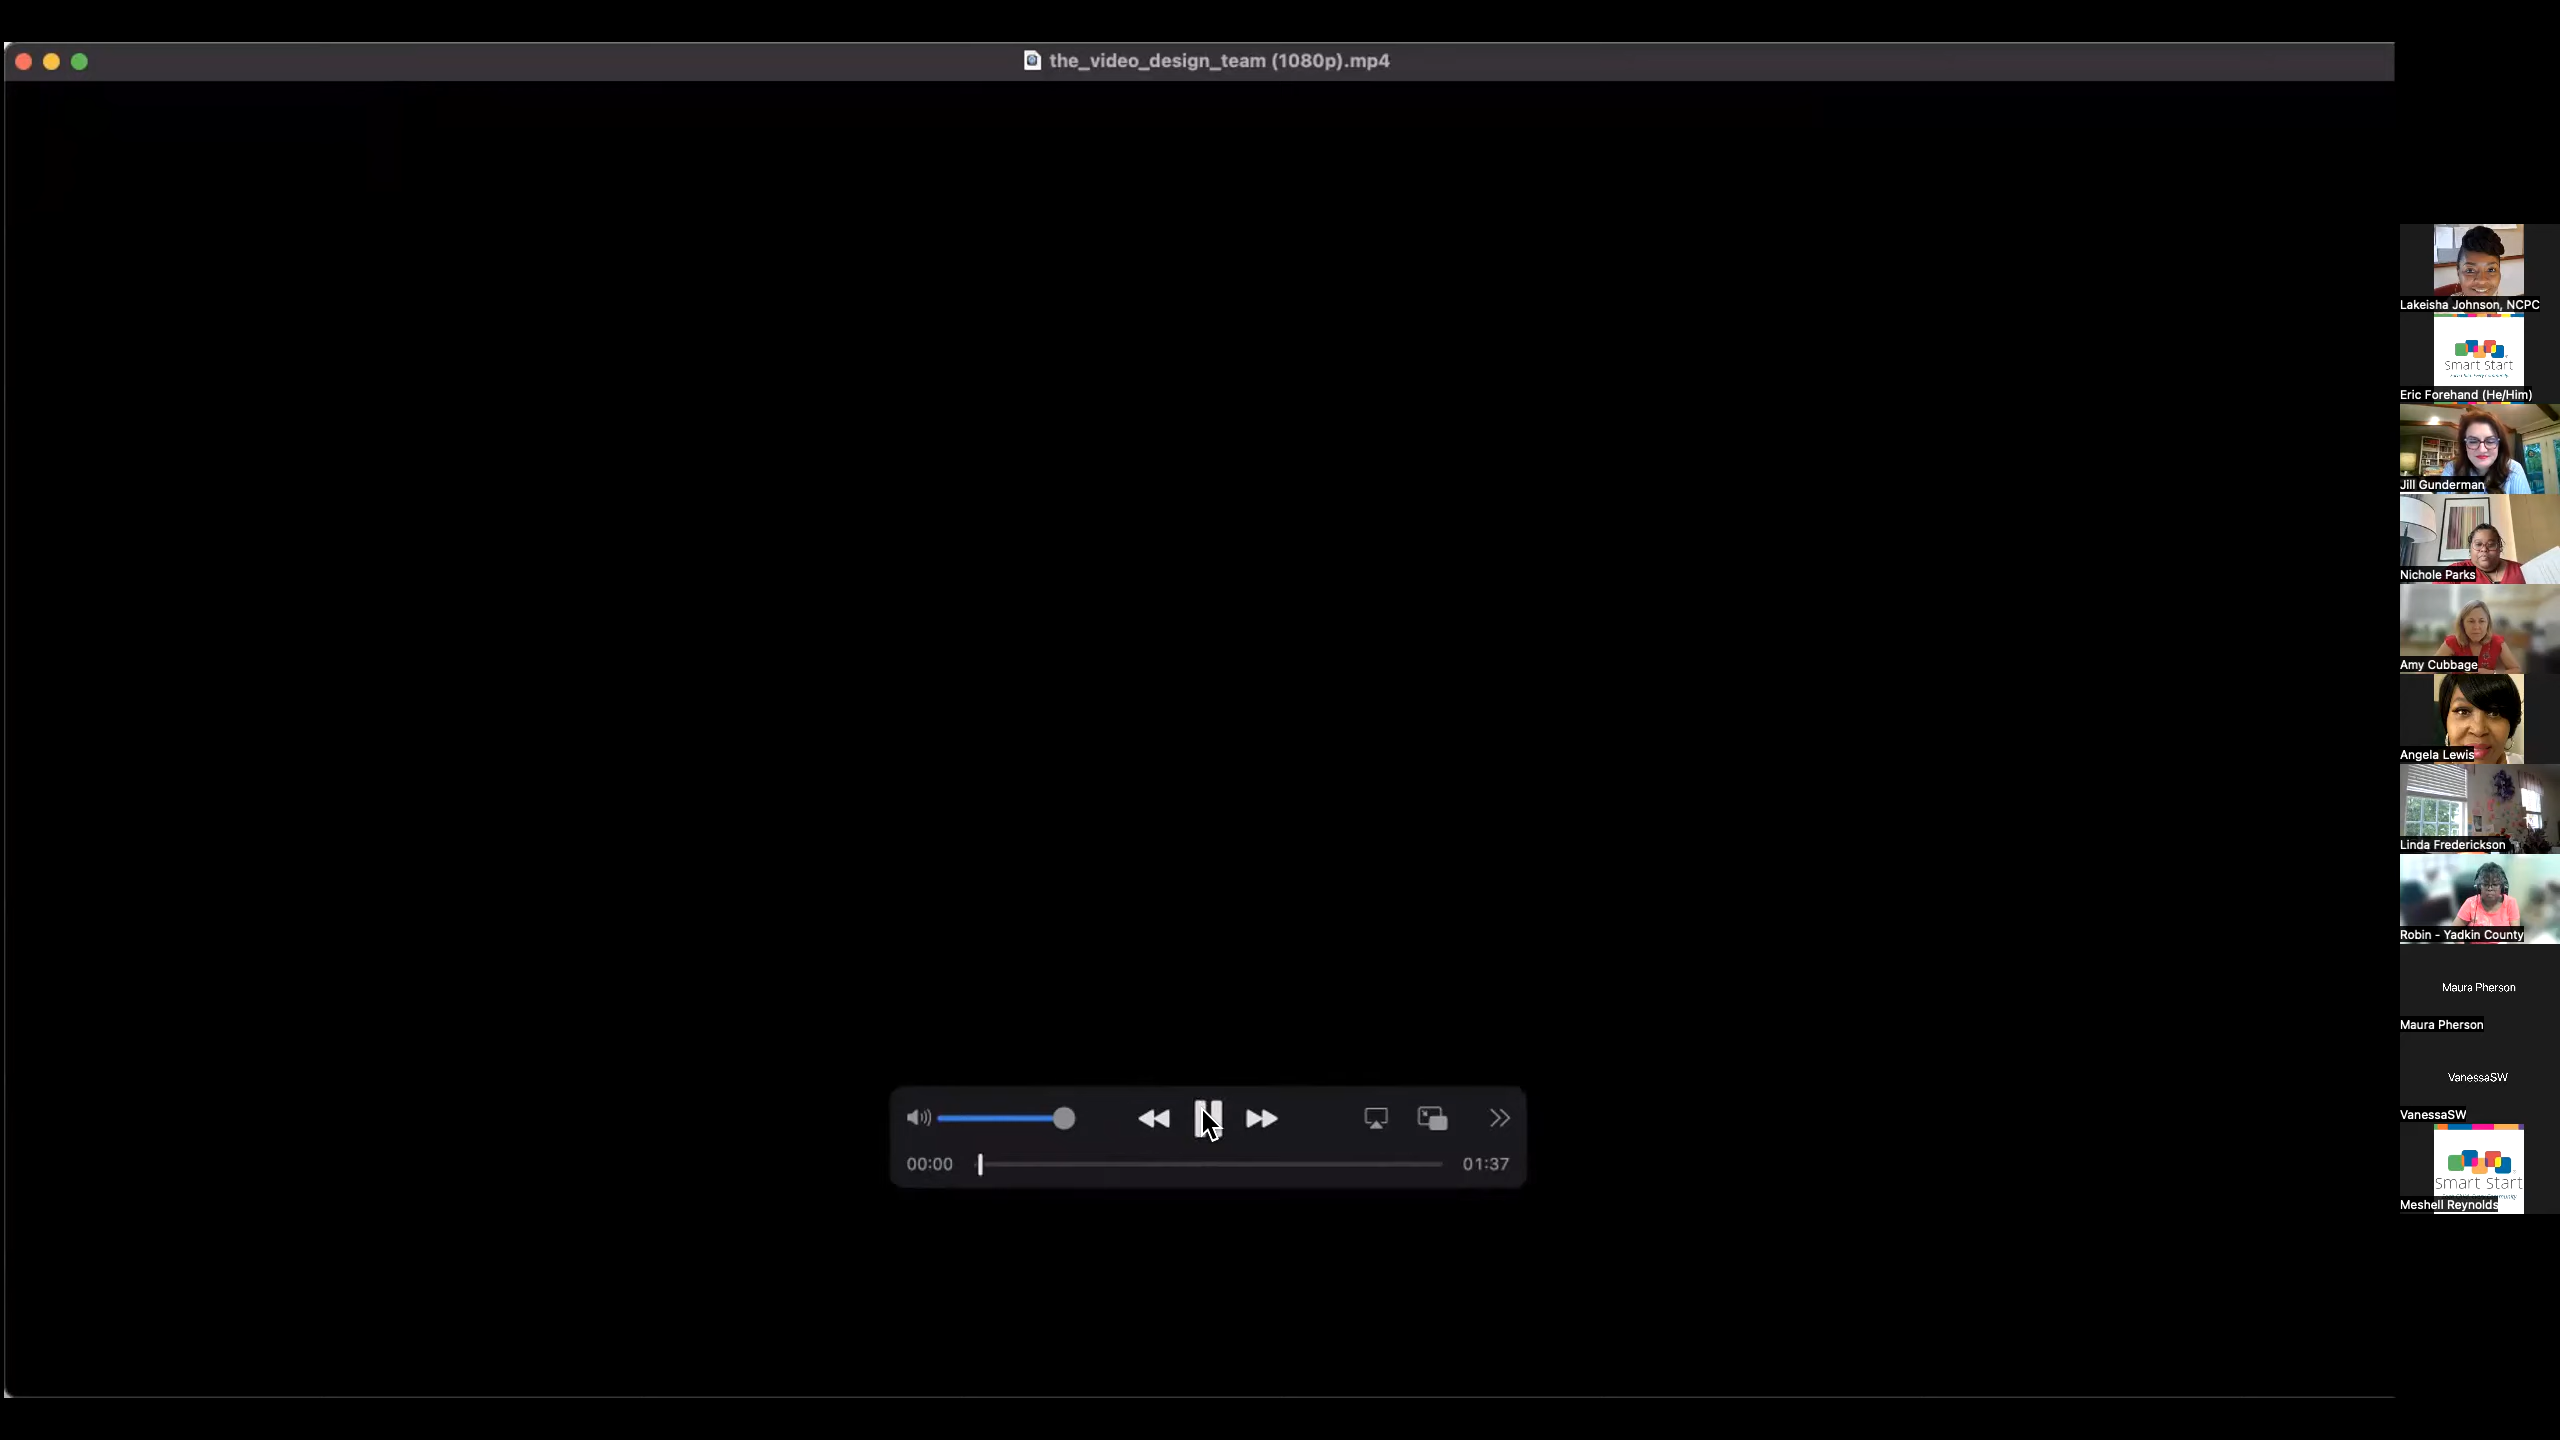 the_video_design_team (1080p).mp4
Lakeisha Johnson, NCPC
Smart Start
Eric Forehand (He/Him)
Jill Gunderman
Nichole Parks
Amy Cubbage
Angela Lewis
Linda Frederickson
Robin - Yadkin County
Maura Pherson
Maura Pherson
VanessaSW
VanessaSW
Smart Start
Meshell Reynolds
00:00
01:37